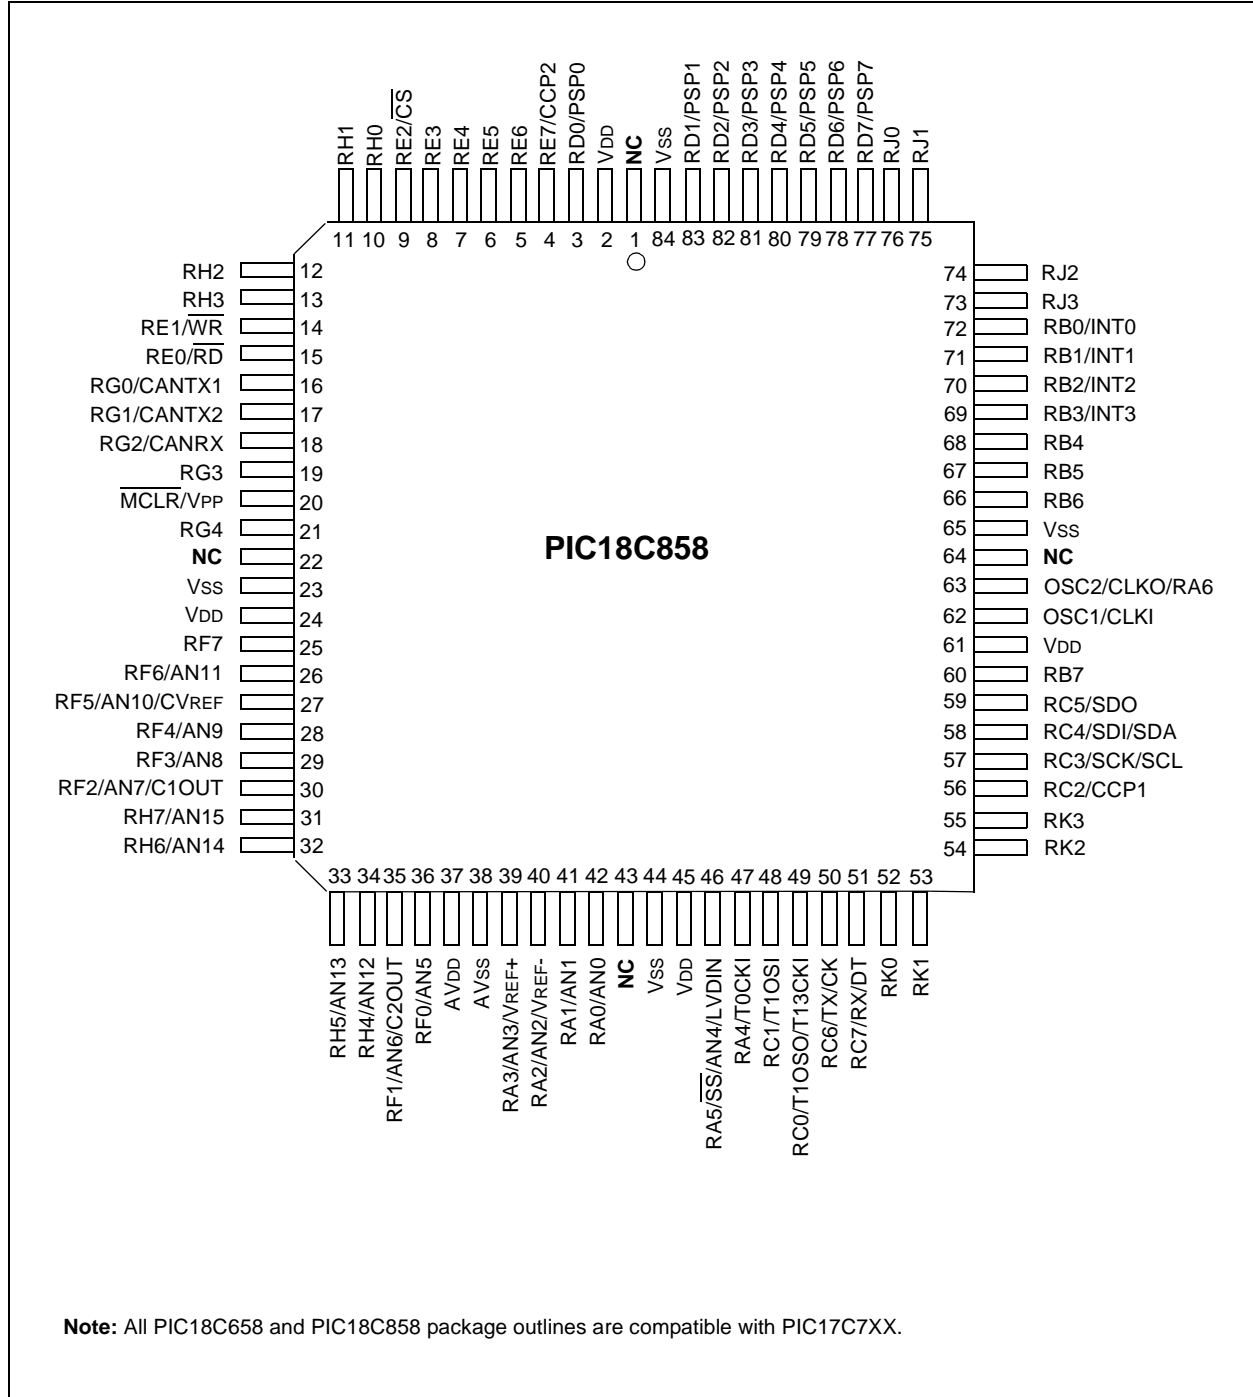 RH1
RH0
RE2/CS
RE3
RE4
RE5
RE6
RE7/CCP2
RD0/PSP0
VDD
NC
VSS
RD1/PSP1
RD2/PSP2
RD3/PSP3
RD4/PSP4
RD5/PSP5
RD6/PSP6
RD7/PSP7
RJ0
RJ1
11 10 9 8 7 6 5 4 3 2 1 84 83 82 81 80 79 78 77 76 75
RH2 12 74 RJ2
RH3 13 73 RJ3
RE1/WR 14 72 RB0/INT0
RE0/RD 15 71 RB1/INT1
RG0/CANTX1 16 70 RB2/INT2
RG1/CANTX2 17 69 RB3/INT3
RG2/CANRX 18 68 RB4
RG3 19 67 RB5
MCLR/VPP 20 66 RB6
RG4 21 65 VSS
PIC18C858
NC 22 64 NC
VSS 23 63 OSC2/CLKO/RA6
VDD 24 62 OSC1/CLKI
RF7 25 61 VDD
RF6/AN11 26 60 RB7
RF5/AN10/CVREF 27 59 RC5/SDO
RF4/AN9 28 58 RC4/SDI/SDA
RF3/AN8 29 57 RC3/SCK/SCL
RF2/AN7/C1OUT 30 56 RC2/CCP1
RH7/AN15 31 55 RK3
RH6/AN14 32 54 RK2
33 34 35 36 37 38 39 40 41 42 43 44 45 46 47 48 49 50 51 52 53
RH5/AN13
RH4/AN12
RF1/AN6/C2OUT
RF0/AN5
AVDD
AVSS
RA3/AN3/VREF+
RA2/AN2/VREF-
RA1/AN1
RA0/AN0
NC
VSS
VDD
RA5/SS/AN4/LVDIN
RA4/T0CKI
RC1/T1OSI
RC0/T1OSO/T13CKI
RC6/TX/CK
RC7/RX/DT
RK0
RK1
Note: All PIC18C658 and PIC18C858 package outlines are compatible with PIC17C7XX.